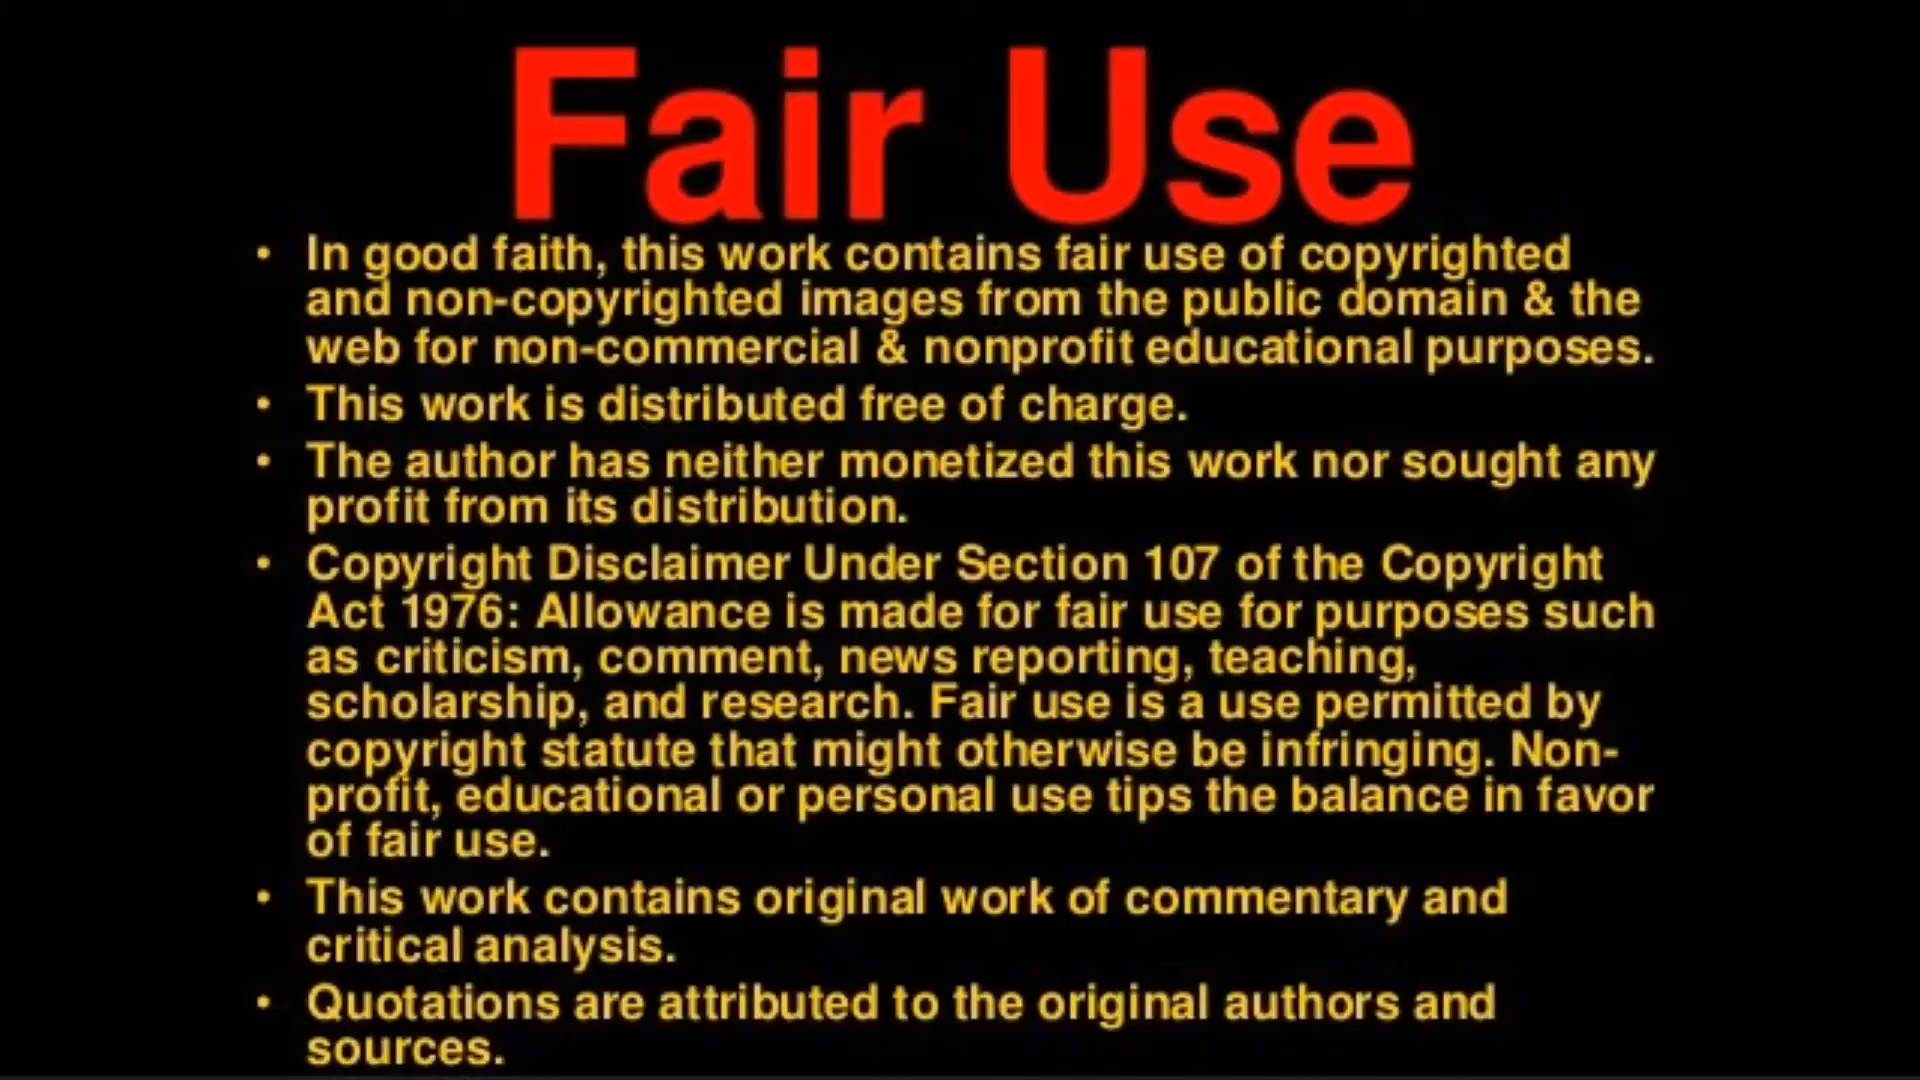 Fair Use
• In good faith, this work contains fair use of copyrighted
and non-copyrighted images from the public domain & the
web for non-commercial & nonprofit educational purposes.
• This work is distributed free of charge.
• The author has neither monetized this work nor sought any
profit from its distribution.
• Copyright Disclaimer Under Section 107 of the Copyright
Act 1976: Allowance is made for fair use for purposes such
as criticism, comment, news reporting, teaching,
scholarship, and research. Fair use is a use permitted by
copyright statute that might otherwise be infringing. Non-
profit, educational or personal use tips the balance in favor
of fair use.
• This work contains original work of commentary and
critical analysis.
• Quotations are attributed to the original authors and
sources.